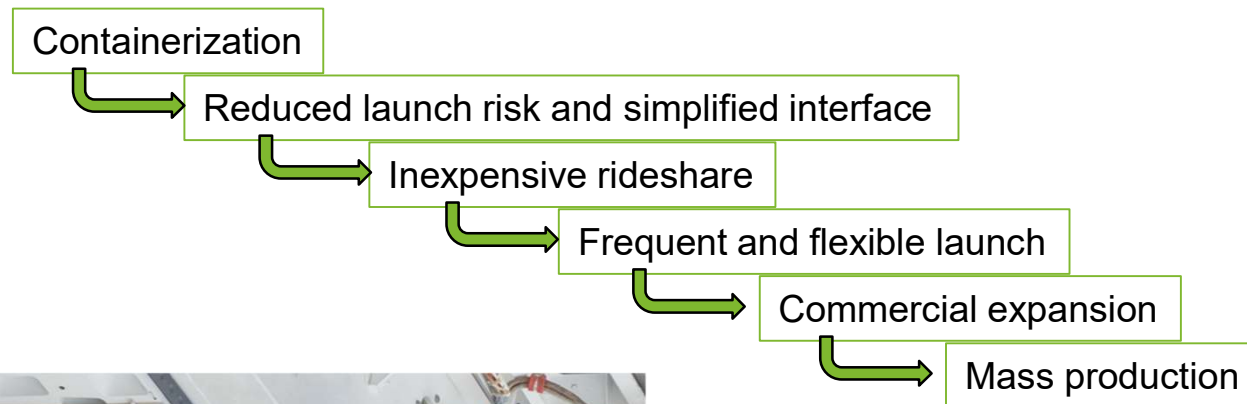 Containerization
Reduced launch risk and simplified interface
Inexpensive rideshare
Frequent and flexible launch
Commercial expansion
Mass production